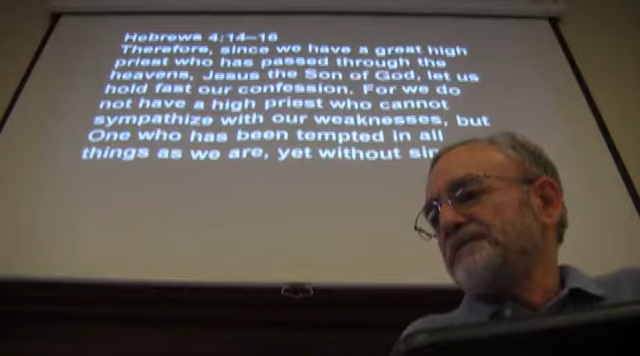 Hebrews 4:14–16
Therefore, since we have a great high
priest who has passed through the
heavens, Jesus the Son of God, let us
hold fast our confession. For we do
not have a high priest who cannot
sympathize with our weaknesses, but
One who has been tempted in all
things as we are, yet without sin